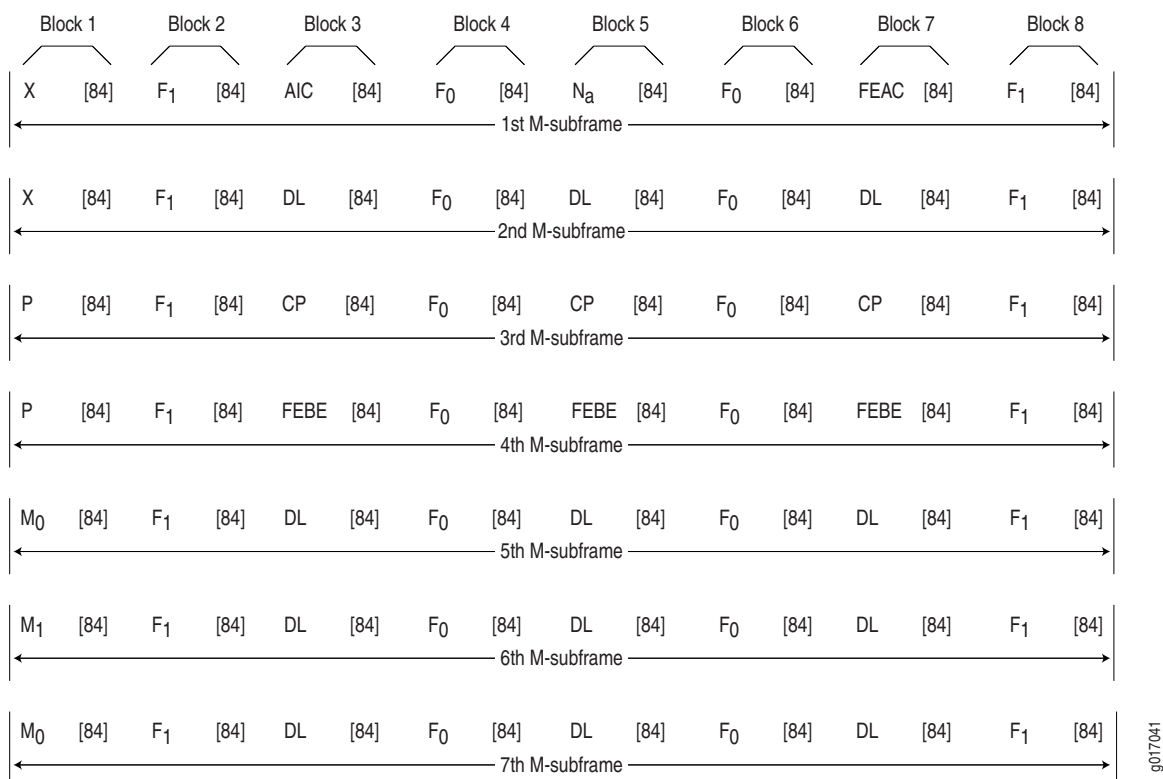 Block 1 Block 2 Block 3 Block 4 Block 5 Block 6 Block 7 Block 8
X [84] F1 [84] AIC [84] F0 [84] Na [84] F0 [84] FEAC [84] F1 [84]
1st M-subframe
X [84] F1 [84] DL [84] F0 [84] DL [84] F0 [84] DL [84] F1 [84]
2nd M-subframe
P [84] F1 [84] CP [84] F0 [84] CP [84] F0 [84] CP [84] F1 [84]
3rd M-subframe
P [84] F1 [84] FEBE [84] F0 [84] FEBE [84] F0 [84] FEBE [84] F1 [84]
4th M-subframe
M0 [84] F1 [84] DL [84] F0 [84] DL [84] F0 [84] DL [84] F1 [84]
5th M-subframe
M1 [84] F1 [84] DL [84] F0 [84] DL [84] F0 [84] DL [84] F1 [84]
6th M-subframe
M0 [84] F1 [84] DL [84] F0 [84] DL [84] F0 [84] DL [84] F1 [84]
7th M-subframe
g017041